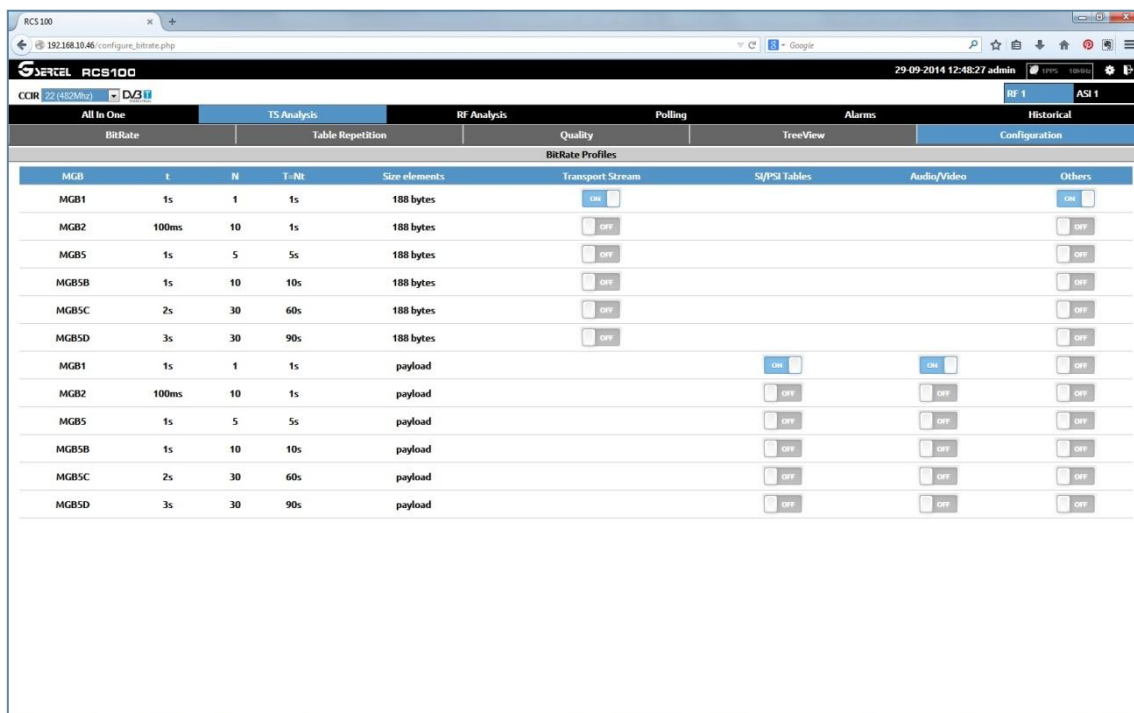 RCS 100
192.168.10.46/configure_bitrate.php
Google
SERTEL RCS100
29-09-2014 12:48:27 admin 1PPS 10MHz
CCIR 22 (482Mhz) DVB T
RF 1 ASI 1
All In One TS Analysis RF Analysis Polling Alarms Historical
BitRate Table Repetition Quality TreeView Configuration
BitRate Profiles
MGB t N T=Nt Size elements Transport Stream SI/PSI Tables Audio/Video Others
MGB1 1s 1 1s 188 bytes ON ON
MGB2 100ms 10 1s 188 bytes OFF OFF
MGB5 1s 5 5s 188 bytes OFF OFF
MGB5B 1s 10 10s 188 bytes OFF OFF
MGB5C 2s 30 60s 188 bytes OFF OFF
MGB5D 3s 30 90s 188 bytes OFF OFF
MGB1 1s 1 1s payload ON ON OFF
MGB2 100ms 10 1s payload OFF OFF OFF
MGB5 1s 5 5s payload OFF OFF OFF
MGB5B 1s 10 10s payload OFF OFF OFF
MGB5C 2s 30 60s payload OFF OFF OFF
MGB5D 3s 30 90s payload OFF OFF OFF